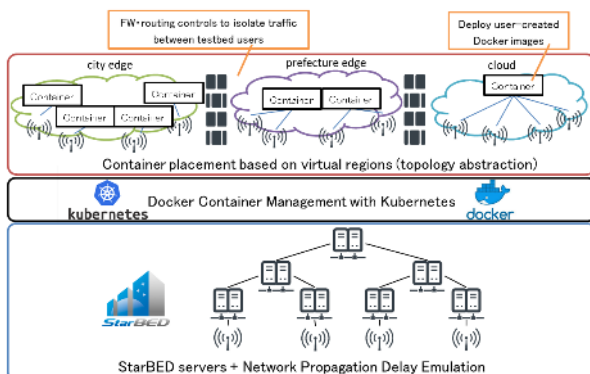 FW・routing controls to isolate traffic
between testbed users
Deploy user-created
Docker images
city edge
prefecture edge
cloud
Container
Container
Container
Container
Container
Container
Container
Container placement based on virtual regions (topology abstraction)
kubernetes
Docker Container Management with Kubernetes
docker
StarBED
StarBED servers + Network Propagation Delay Emulation